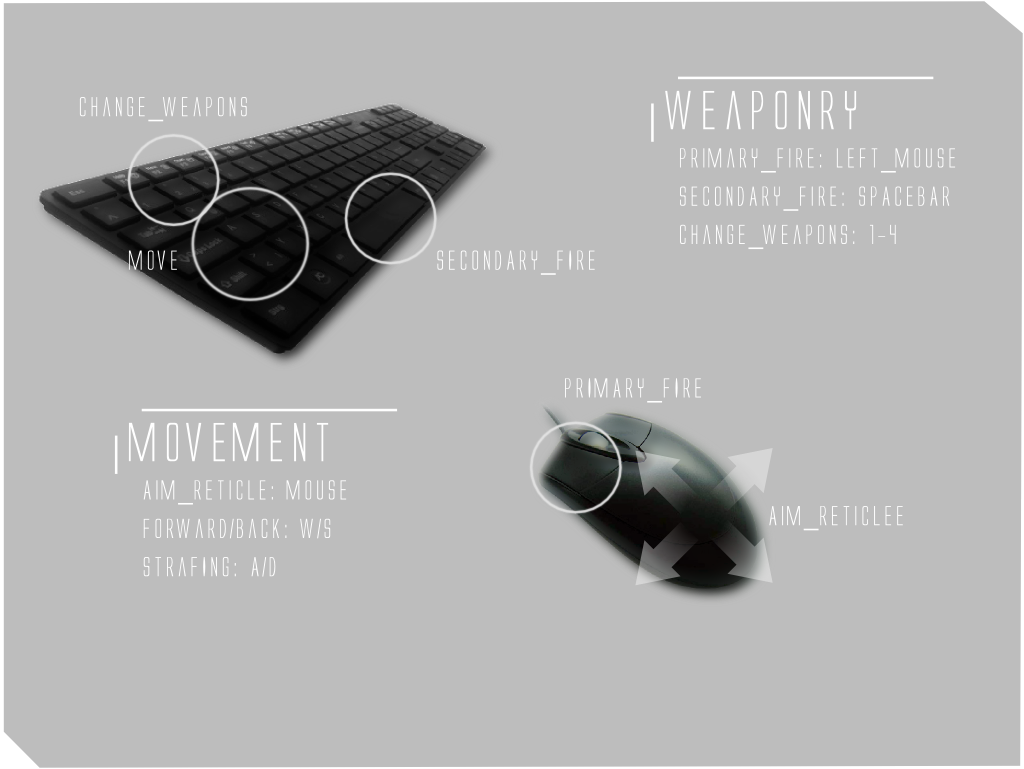 CHANGE_WEAPONS
MOVE
SECONDARY_FIRE
WEAPONRY
PRIMARY_FIRE: LEFT_MOUSE
SECONDARY_FIRE: SPACEBAR
CHANGE_WEAPONS: 1-4
MOVEMENT
AIM_RETICLE: MOUSE
FORWARD/BACK: W/S
STRAFING: A/D
PRIMARY_FIRE
AIM_RETICLEE